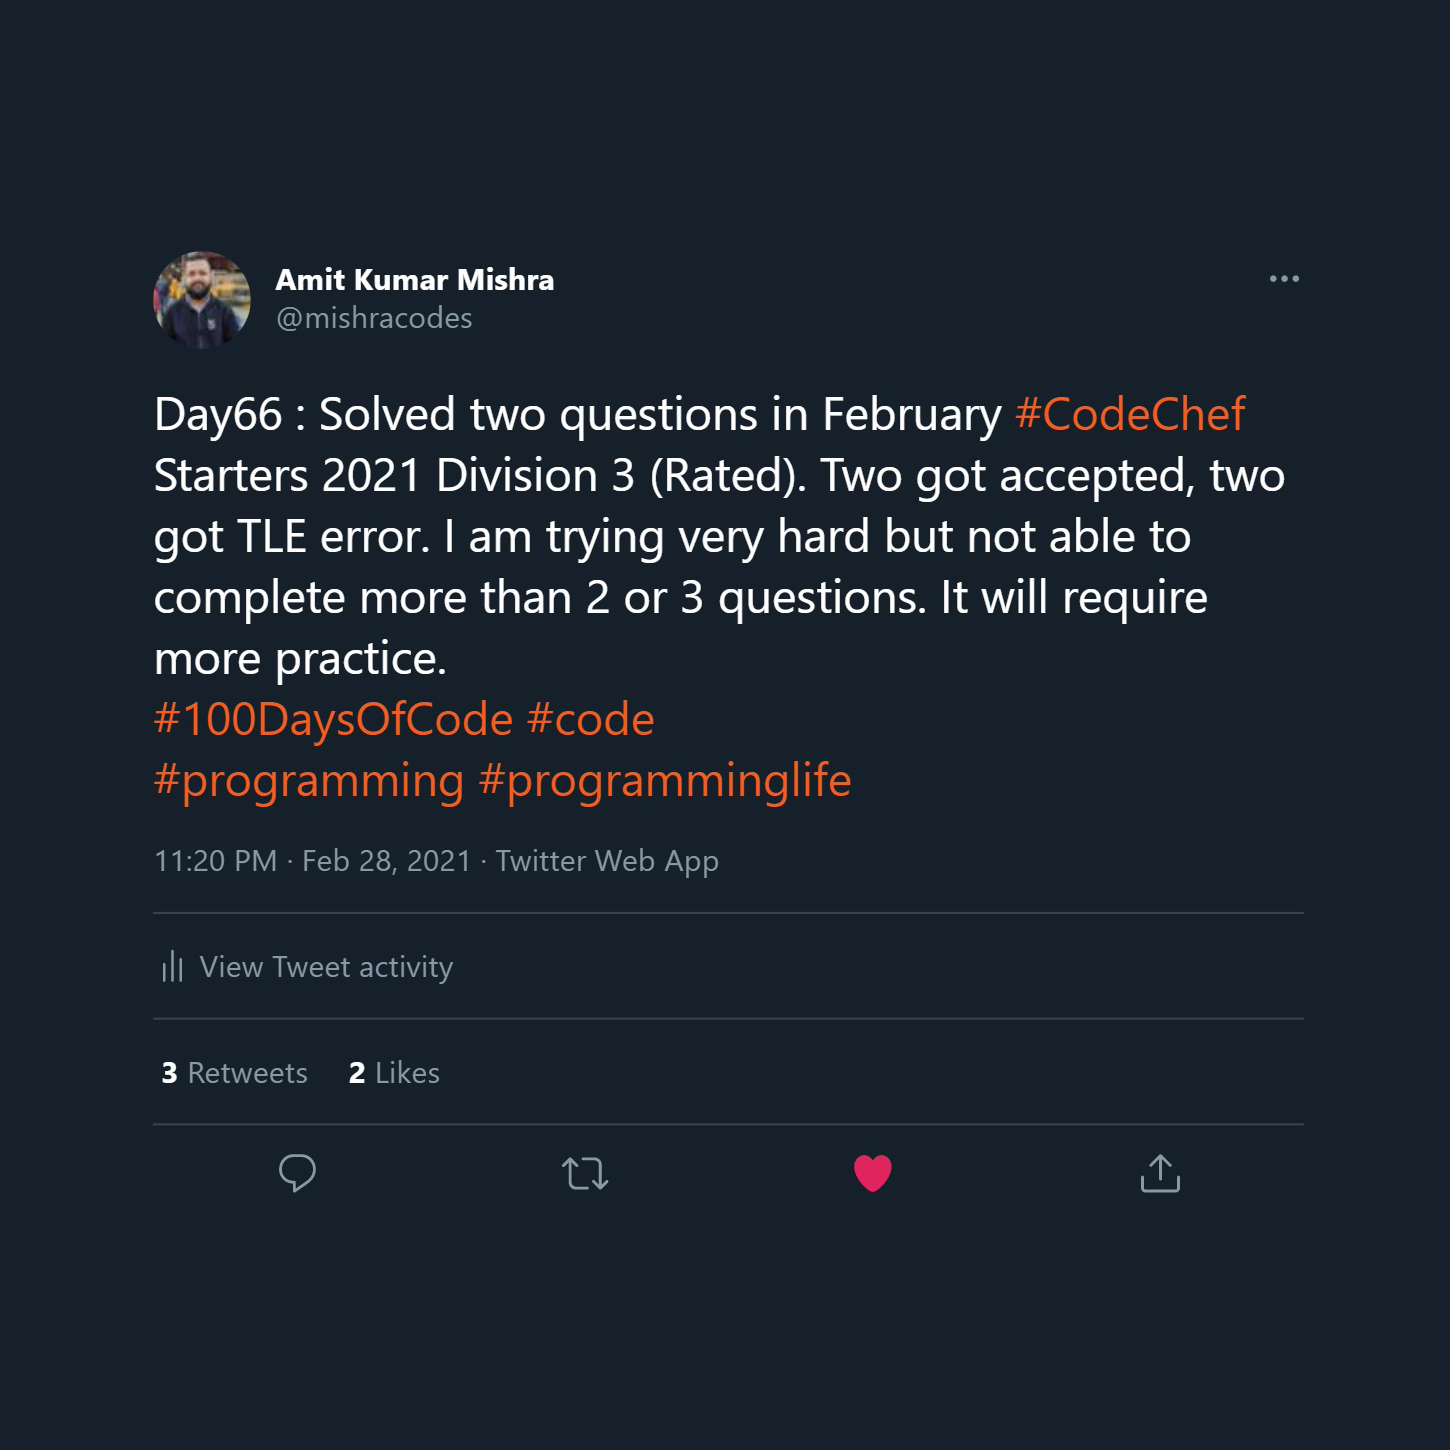 Amit Kumar Mishra
@mishracodes
Day66 : Solved two questions in February #CodeChef
Starters 2021 Division 3 (Rated). Two got accepted, two
got TLE error. I am trying very hard but not able to
complete more than 2 or 3 questions. It will require
more practice.
#100DaysOfCode #code
#programming #programminglife
11:20 PM · Feb 28, 2021 · Twitter Web App
View Tweet activity
3 Retweets 2 Likes